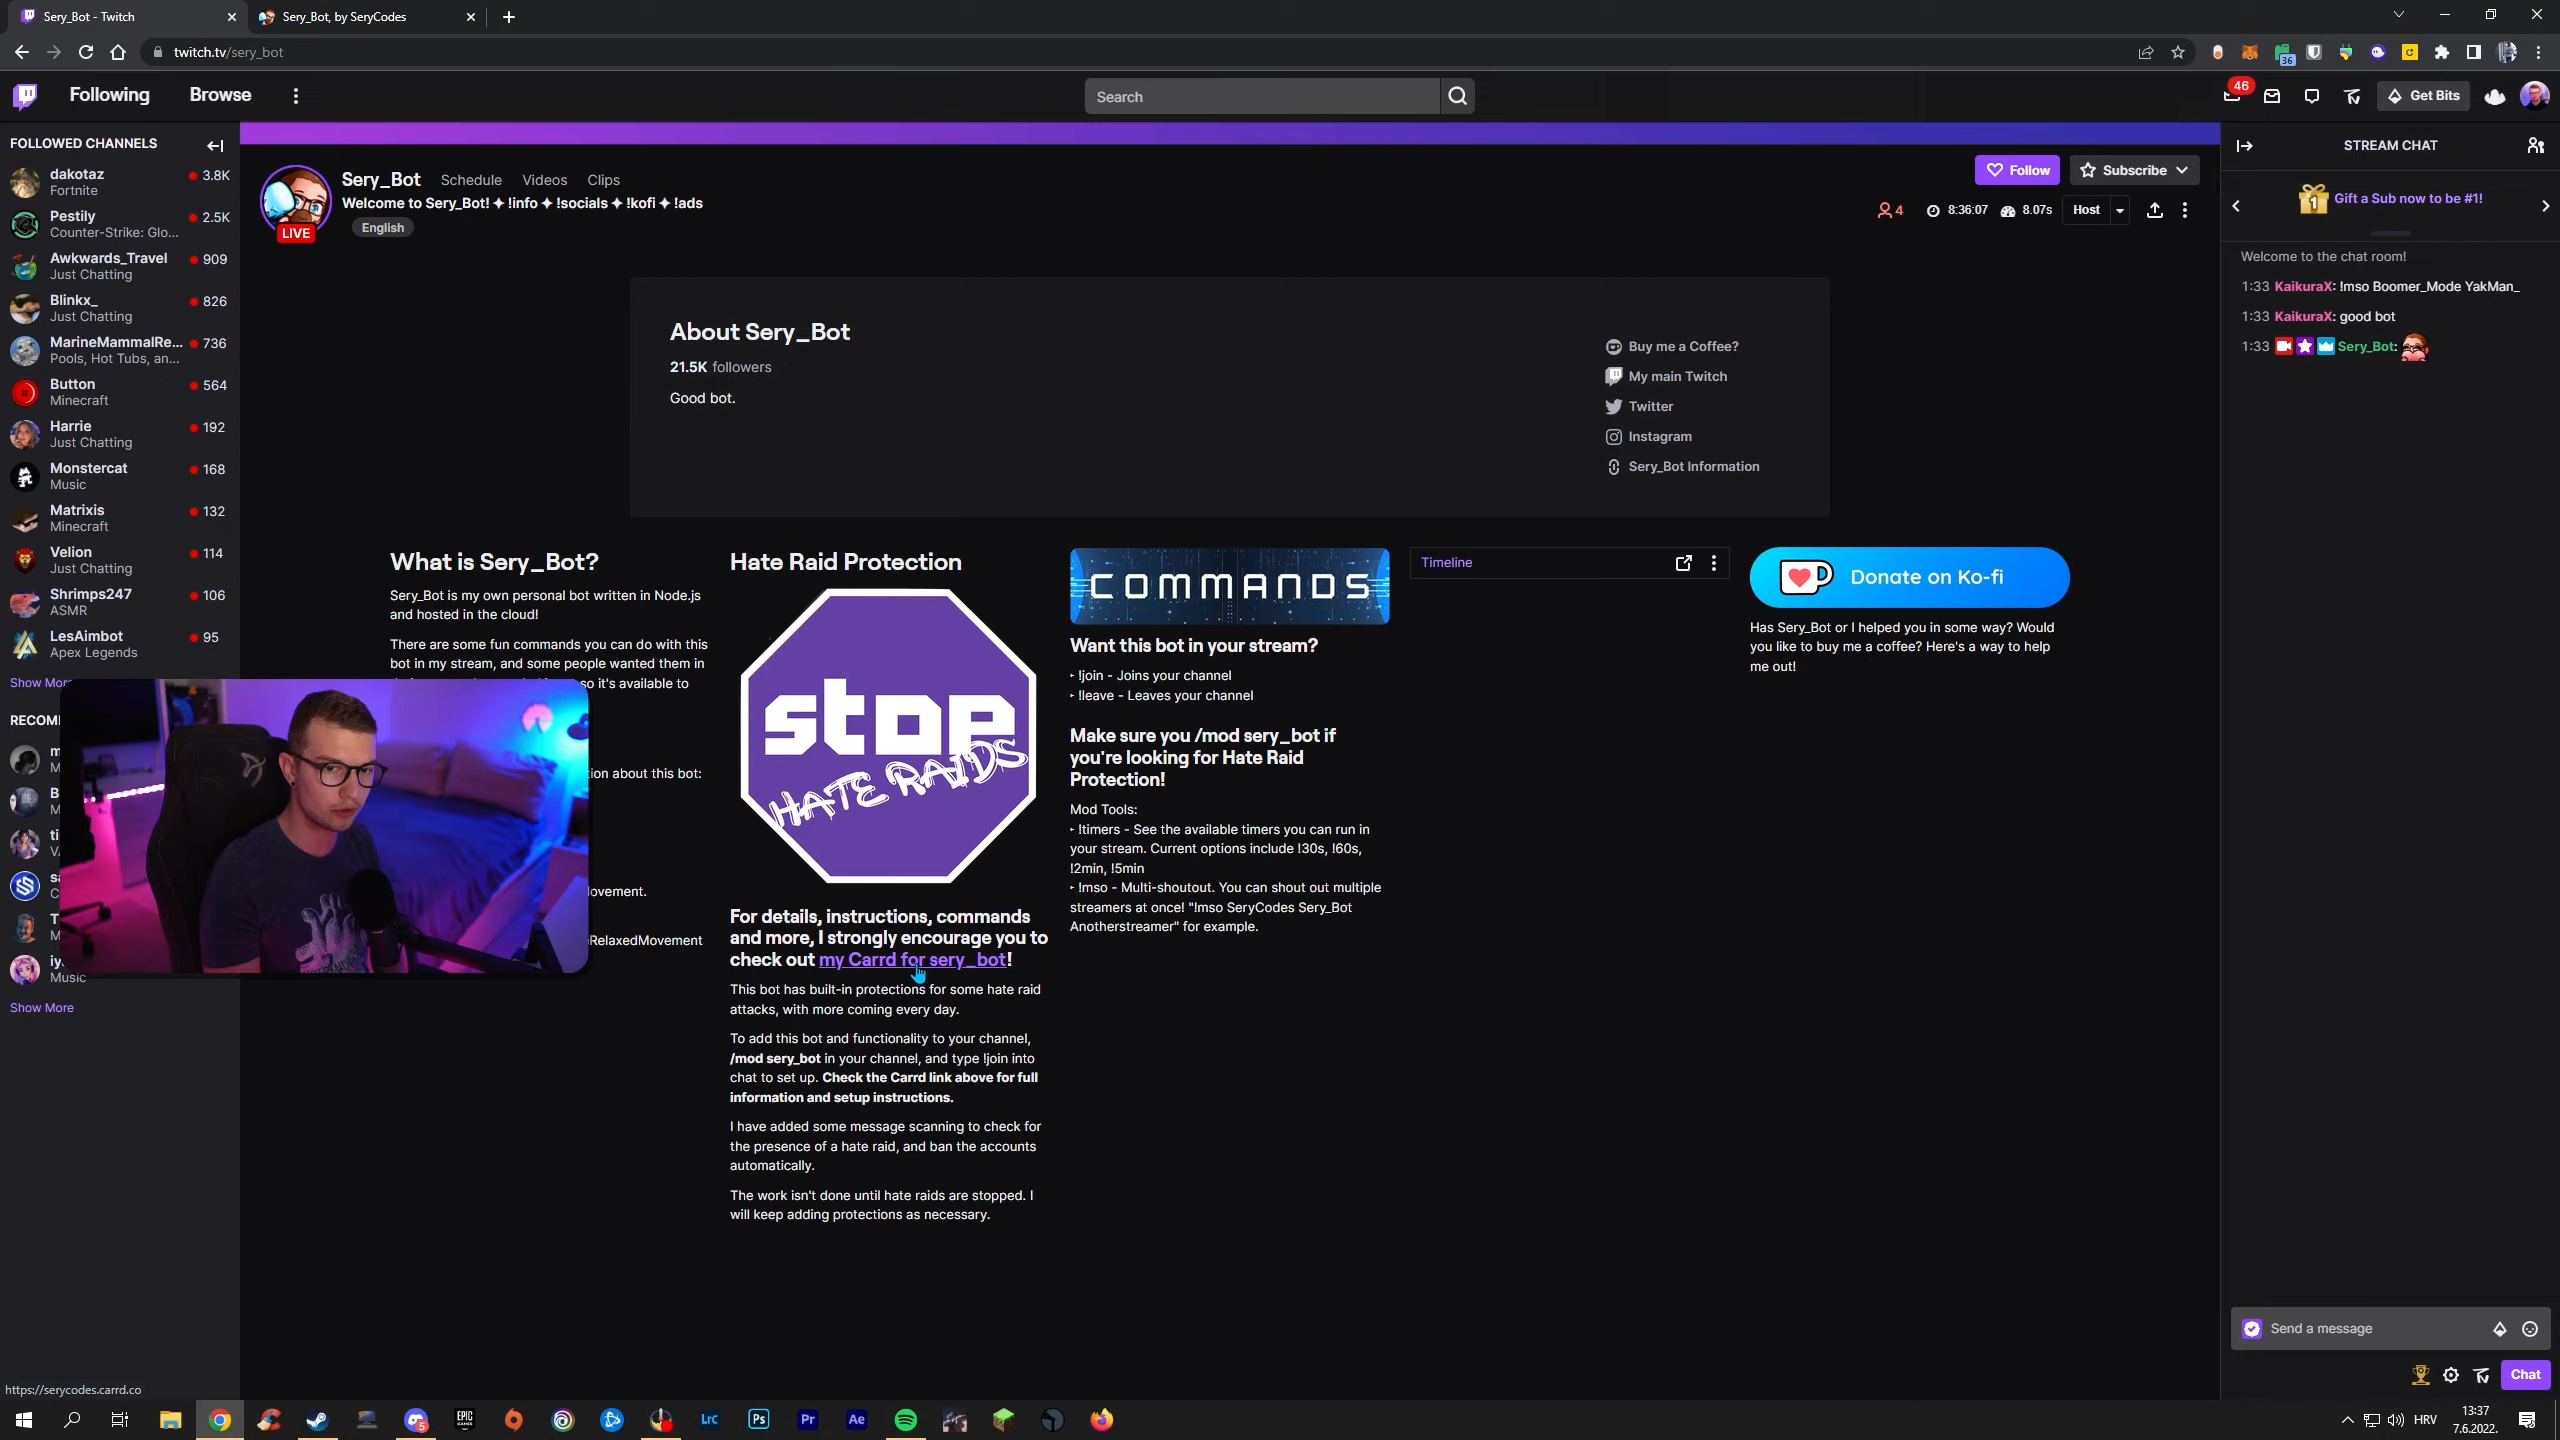 Sery_Bot - Twitch
Sery_Bot, by SeryCodes
twitch.tv/sery_bot
36
Following
Browse
Search
46
Get Bits
FOLLOWED CHANNELS
dakotaz
3.8K
Fortnite
Pestily
2.5K
Counter-Strike: Glo...
Awkwards_Travel
909
Just Chatting
Blinkx_
826
Just Chatting
MarineMammalRe...
736
Pools, Hot Tubs, an...
Button
564
Minecraft
Harrie
192
Just Chatting
Monstercat
168
Music
Matrixis
132
Minecraft
Velion
114
Just Chatting
Shrimps247
106
ASMR
LesAimbot
95
Apex Legends
Show More
RECOM
Music
Show More
Sery_Bot
Schedule
Videos
Clips
Welcome to Sery_Bot! ✦ !info ✦ !socials ✦ !kofi ✦ !ads
LIVE
English
Follow
Subscribe
4
8:36:07
8.07s
Host
About Sery_Bot
21.5K followers
Good bot.
Buy me a Coffee?
My main Twitch
Twitter
Instagram
Sery_Bot Information
What is Sery_Bot?
Sery_Bot is my own personal bot written in Node.js
and hosted in the cloud!
There are some fun commands you can do with this
bot in my stream, and some people wanted them in
so it's available to
ion about this bot:
ovement.
RelaxedMovement
Hate Raid Protection
stop
HATE RAIDS
For details, instructions, commands
and more, I strongly encourage you to
check out my Carrd for sery_bot!
This bot has built-in protections for some hate raid
attacks, with more coming every day.
To add this bot and functionality to your channel,
/mod sery_bot in your channel, and type !join into
chat to set up. Check the Carrd link above for full
information and setup instructions.
I have added some message scanning to check for
the presence of a hate raid, and ban the accounts
automatically.
The work isn't done until hate raids are stopped. I
will keep adding protections as necessary.
COMMANDS
Want this bot in your stream?
‣ !join - Joins your channel
‣ !leave - Leaves your channel
Make sure you /mod sery_bot if
you're looking for Hate Raid
Protection!
Mod Tools:
‣ !timers - See the available timers you can run in
your stream. Current options include !30s, !60s,
!2min, !5min
‣ !mso - Multi-shoutout. You can shout out multiple
streamers at once! "!mso SeryCodes Sery_Bot
Anotherstreamer" for example.
Timeline
Donate on Ko-fi
Has Sery_Bot or I helped you in some way? Would
you like to buy me a coffee? Here's a way to help
me out!
STREAM CHAT
1
Gift a Sub now to be #1!
Welcome to the chat room!
1:33 KaikuraX: !mso Boomer_Mode YakMan_
1:33 KaikuraX: good bot
1:33 Sery_Bot:
Send a message
Chat
https://serycodes.carrd.co
5
EPIC
GAMES
LrC
Ps
Pr
Ae
HRV
13:37
7.6.2022.